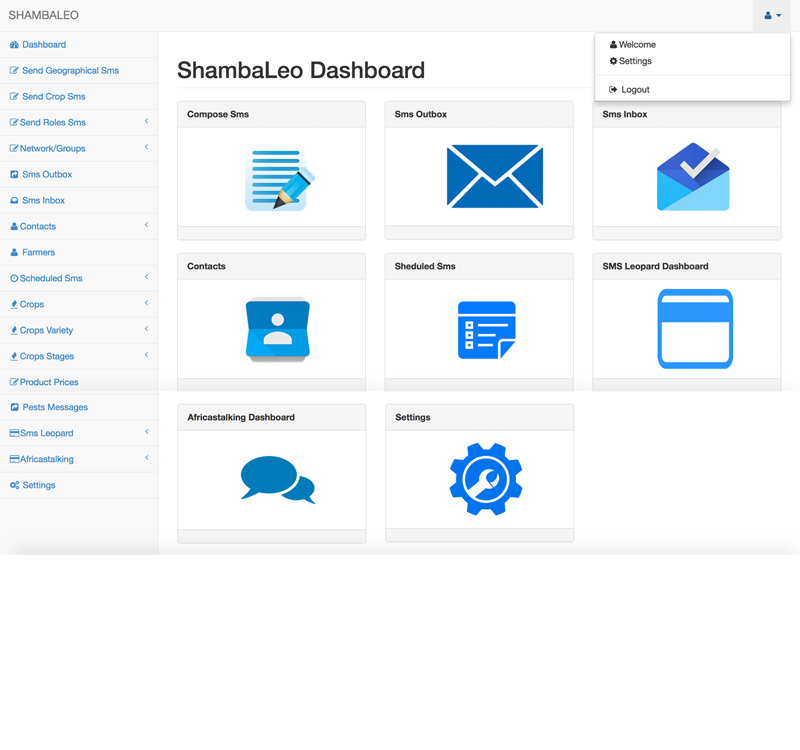 SHAMBALEO
Welcome
Settings
Logout
Dashboard
Send Geographical Sms
Send Crop Sms
Send Roles Sms
Network/Groups
Sms Outbox
Sms Inbox
Contacts
Farmers
Scheduled Sms
Crops
Crops Variety
Crops Stages
Product Prices
Pests Messages
Sms Leopard
Africastalking
Settings
ShambaLeo Dashboard
Compose Sms
Sms Outbox
Sms Inbox
Contacts
Sheduled Sms
SMS Leopard Dashboard
Africastalking Dashboard
Settings